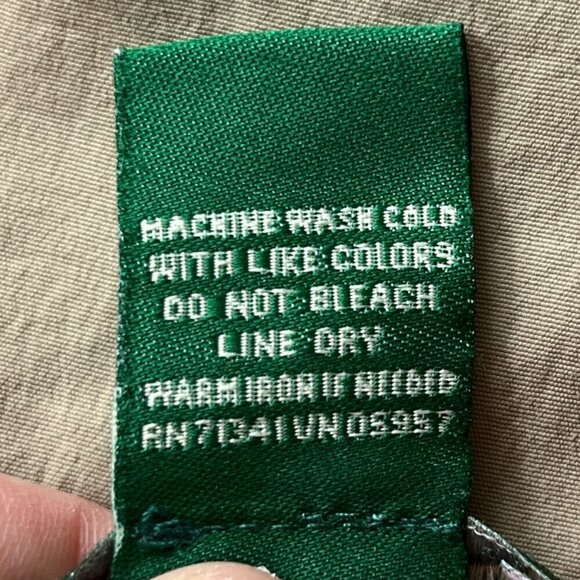 MACHINE WASH COLD
WITH LIKE COLORS
DO NOT BLEACH
LINE DRY
WARM IRON IF NEEDED
RN71341 VN05957